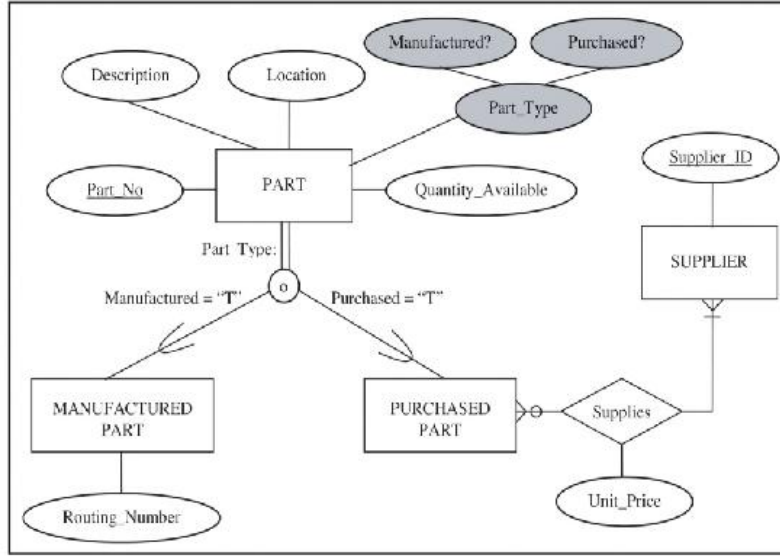 Manufactured?
Purchased?
Description
Location
Part_Type
Part_No
PART
Quantity_Available
Supplier_ID
Part Type:
SUPPLIER
o
Manufactured = “T”
Purchased = “T”
MANUFACTURED
PART
PURCHASED
PART
Supplies
Routing_Number
Unit_Price